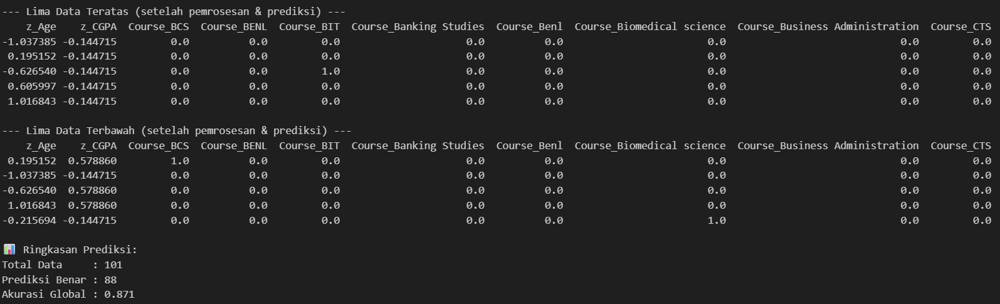 --- Lima Data Teratas (setelah pemrosesan & prediksi) ---
z_Age z_CGPA Course_BCS Course_BENL Course_BIT Course_Banking Studies Course_Benl Course_Biomedical science Course_Business Administration Course_CTS
-1.037385 -0.144715 0.0 0.0 0.0 0.0 0.0 0.0 0.0 0.0
0.195152 -0.144715 0.0 0.0 0.0 0.0 0.0 0.0 0.0 0.0
-0.626540 -0.144715 0.0 0.0 1.0 0.0 0.0 0.0 0.0 0.0
0.605997 -0.144715 0.0 0.0 0.0 0.0 0.0 0.0 0.0 0.0
1.016843 -0.144715 0.0 0.0 0.0 0.0 0.0 0.0 0.0 0.0
--- Lima Data Terbawah (setelah pemrosesan & prediksi) ---
z_Age z_CGPA Course_BCS Course_BENL Course_BIT Course_Banking Studies Course_Benl Course_Biomedical science Course_Business Administration Course_CTS
0.195152 0.578860 1.0 0.0 0.0 0.0 0.0 0.0 0.0 0.0
-1.037385 -0.144715 0.0 0.0 0.0 0.0 0.0 0.0 0.0 0.0
-0.626540 0.578860 0.0 0.0 0.0 0.0 0.0 0.0 0.0 0.0
1.016843 0.578860 0.0 0.0 0.0 0.0 0.0 0.0 0.0 0.0
-0.215694 -0.144715 0.0 0.0 0.0 0.0 0.0 1.0 0.0 0.0
📊 Ringkasan Prediksi:
Total Data : 101
Prediksi Benar : 88
Akurasi Global : 0.871